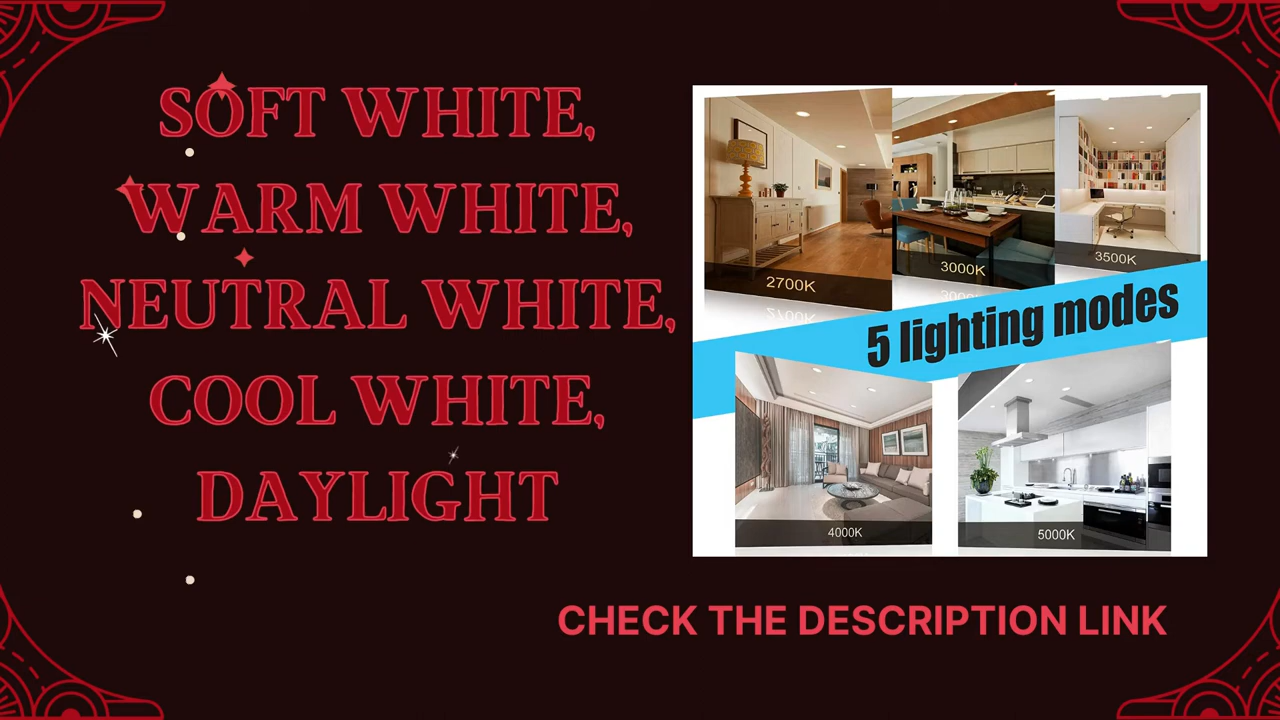 SOFT WHITE,
WARM WHITE,
NEUTRAL WHITE,
COOL WHITE,
DAYLIGHT
2700K
3000K
3500K
5 lighting modes
4000K
5000K
CHECK THE DESCRIPTION LINK